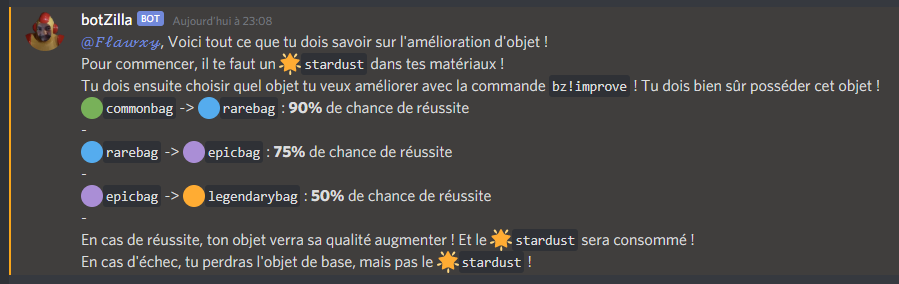 botZilla BOT Aujourd'hui à 23:08
@𝓕𝓵𝓪𝔀𝔁𝔂, Voici tout ce que tu dois savoir sur l'amélioration d'objet !
Pour commencer, il te faut un 🌟 stardust dans tes matériaux !
Tu dois ensuite choisir quel objet tu veux améliorer avec la commande bz!improve ! Tu dois bien sûr posséder cet objet !
🟢 commonbag -> 🔵 rarebag : 90% de chance de réussite
-
🔵 rarebag -> 🟣 epicbag : 75% de chance de réussite
-
🟣 epicbag -> 🟠 legendarybag : 50% de chance de réussite
-
En cas de réussite, ton objet verra sa qualité augmenter ! Et le 🌟 stardust sera consommé !
En cas d'échec, tu perdras l'objet de base, mais pas le 🌟 stardust !